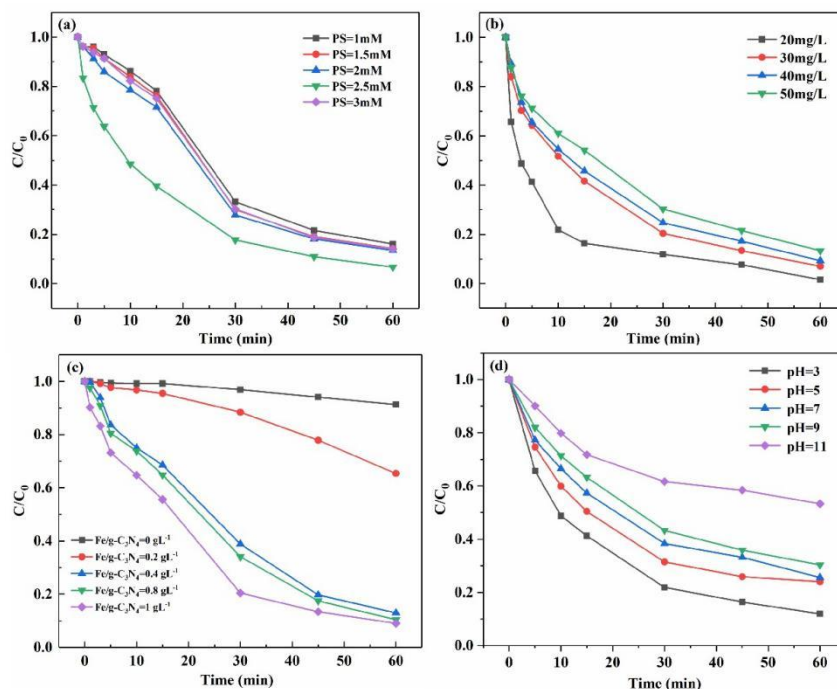 (a)
PS=1mM
PS=1.5mM
PS=2mM
PS=2.5mM
PS=3mM
C/C₀
1.0
0.8
0.6
0.4
0.2
0.0
0 10 20 30 40 50 60
Time (min)
(b)
20mg/L
30mg/L
40mg/L
50mg/L
C/C₀
1.0
0.8
0.6
0.4
0.2
0.0
0 10 20 30 40 50 60
Time (min)
(c)
Fe/g-C₃N₄=0 gL⁻¹
Fe/g-C₃N₄=0.2 gL⁻¹
Fe/g-C₃N₄=0.4 gL⁻¹
Fe/g-C₃N₄=0.8 gL⁻¹
Fe/g-C₃N₄=1 gL⁻¹
C/C₀
1.0
0.8
0.6
0.4
0.2
0.0
0 10 20 30 40 50 60
Time (min)
(d)
pH=3
pH=5
pH=7
pH=9
pH=11
C/C₀
1.0
0.8
0.6
0.4
0.2
0.0
0 10 20 30 40 50 60
Time (min)